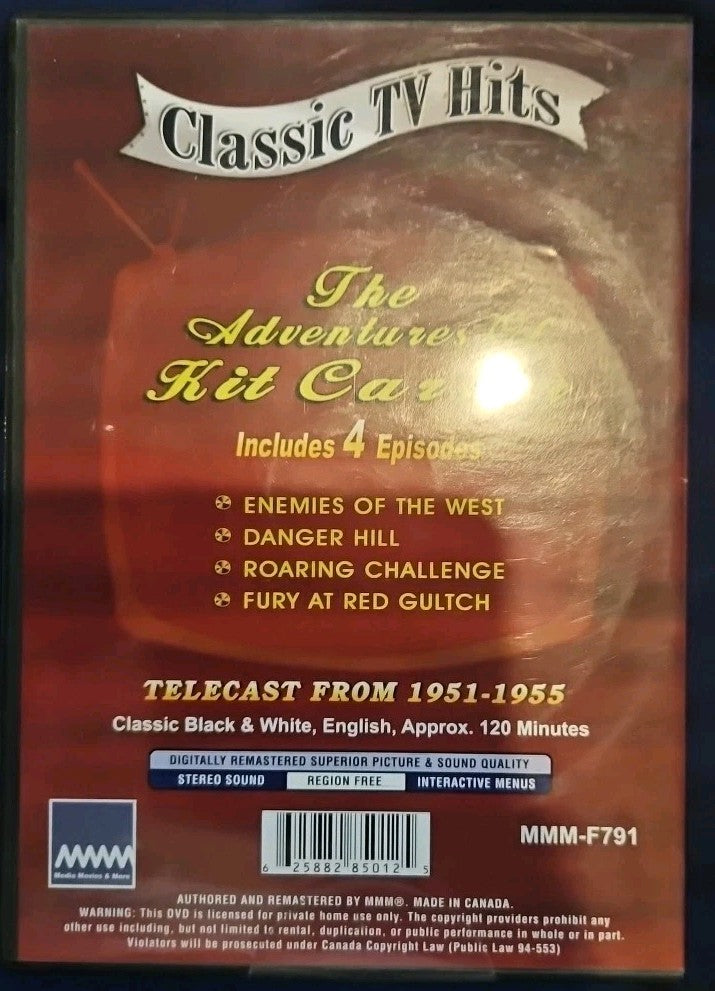 Classic TV Hits
The
Adventures
Kit
Includes 4 Episodes
ENEMIES OF THE WEST
DANGER HILL
ROARING CHALLENGE
FURY AT RED GULTCH
TELECAST FROM 1951-1955
Classic Black & White, English, Approx. 120 Minutes
DIGITALLY REMASTERED SUPERIOR PICTURE & SOUND QUALITY
STEREO SOUND REGION FREE INTERACTIVE MENUS
MMM-F791
MMM
Media Movies & More
6 25882 85012 5
AUTHORED AND REMASTERED BY MMM®. MADE IN CANADA.
WARNING: This DVD is licensed for private home use only. The copyright providers prohibit any
other use including, but not limited to rental, duplication, or public performance in whole or in part.
Violators will be prosecuted under Canada Copyright Law (Public Law 94-553)